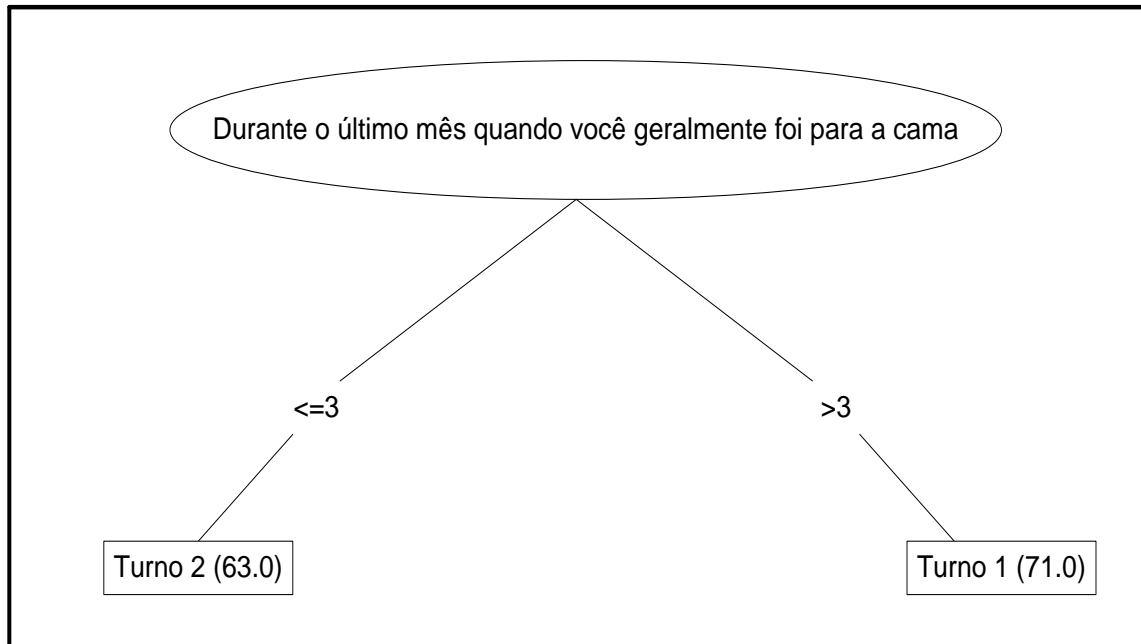 Durante o último mês quando você geralmente foi para a cama
<=3
>3
Turno 2 (63.0)
Turno 1 (71.0)